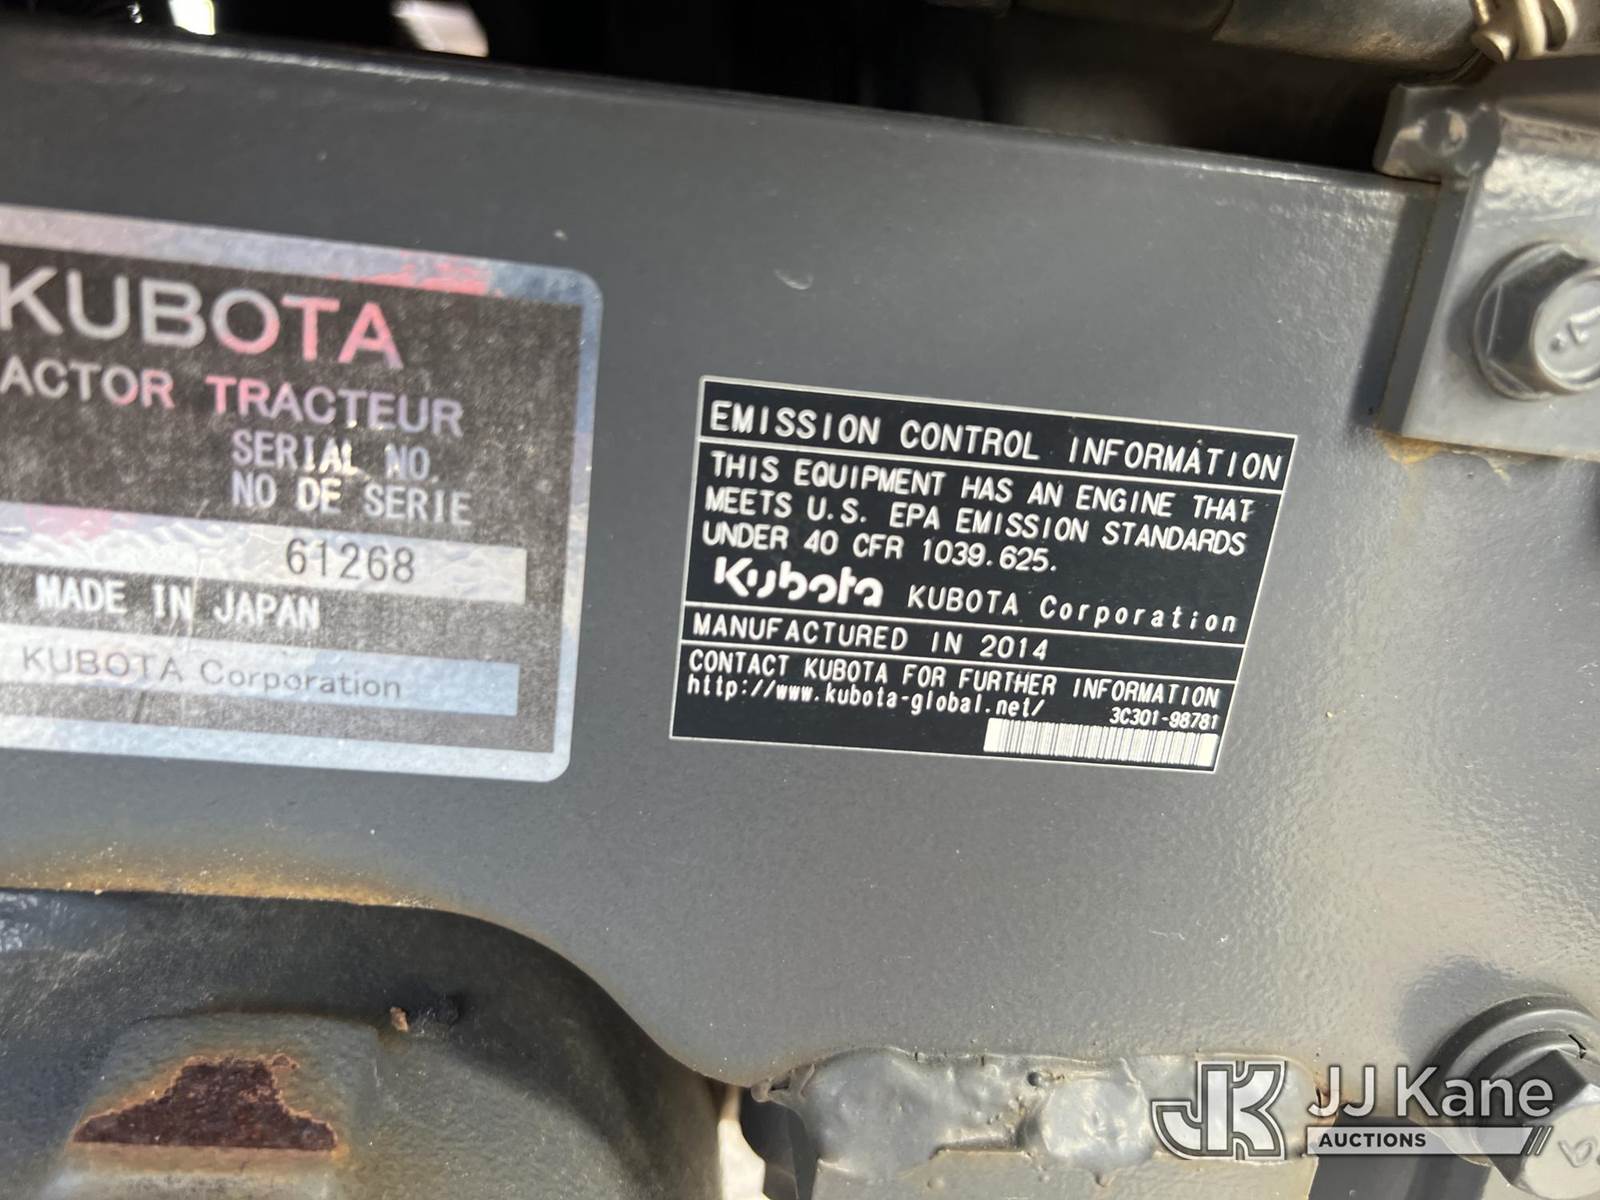 KUBOTA
ACTOR TRACTEUR
SERIAL NO.
NO DE SERIE
61268
MADE IN JAPAN
KUBOTA Corporation
EMISSION CONTROL INFORMATION
THIS EQUIPMENT HAS AN ENGINE THAT
MEETS U.S. EPA EMISSION STANDARDS
UNDER 40 CFR 1039.625.
Kubota KUBOTA Corporation
MANUFACTURED IN 2014
CONTACT KUBOTA FOR FURTHER INFORMATION
http://www.kubota-global.net/
3C301-98781
JK JJ Kane
AUCTIONS